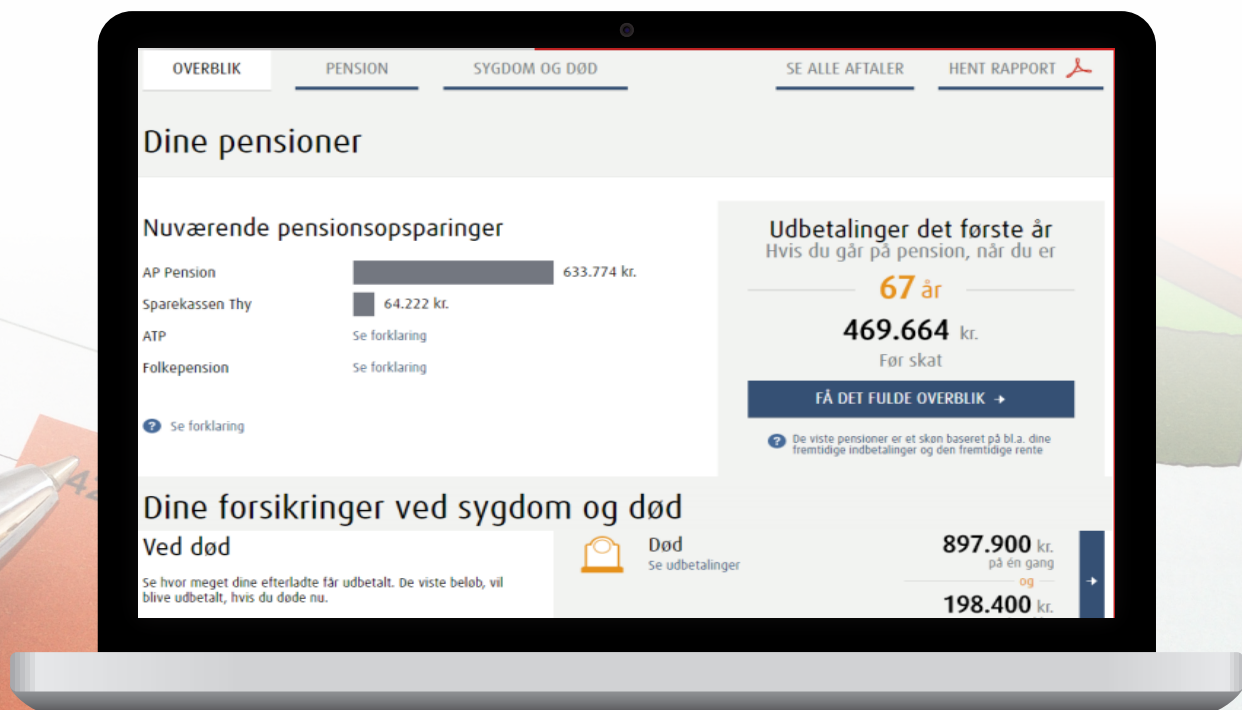 OVERBLIK
PENSION
SYGDOM OG DØD
SE ALLE AFTALER
HENT RAPPORT
Dine pensioner
Nuværende pensionsopsparinger
AP Pension 633.774 kr.
Sparekassen Thy 64.222 kr.
ATP Se forklaring
Folkepension Se forklaring
? Se forklaring
Udbetalinger det første år
Hvis du går på pension, når du er
67 år
469.664 kr.
Før skat
FÅ DET FULDE OVERBLIK →
? De viste pensioner er et skøn baseret på bl.a. dine
fremtidige indbetalinger og den fremtidige rente
Dine forsikringer ved sygdom og død
Ved død
Se hvor meget dine efterladte får udbetalt. De viste beløb, vil
blive udbetalt, hvis du døde nu.
Død
Se udbetalinger
897.900 kr.
på én gang
og
198.400 kr.